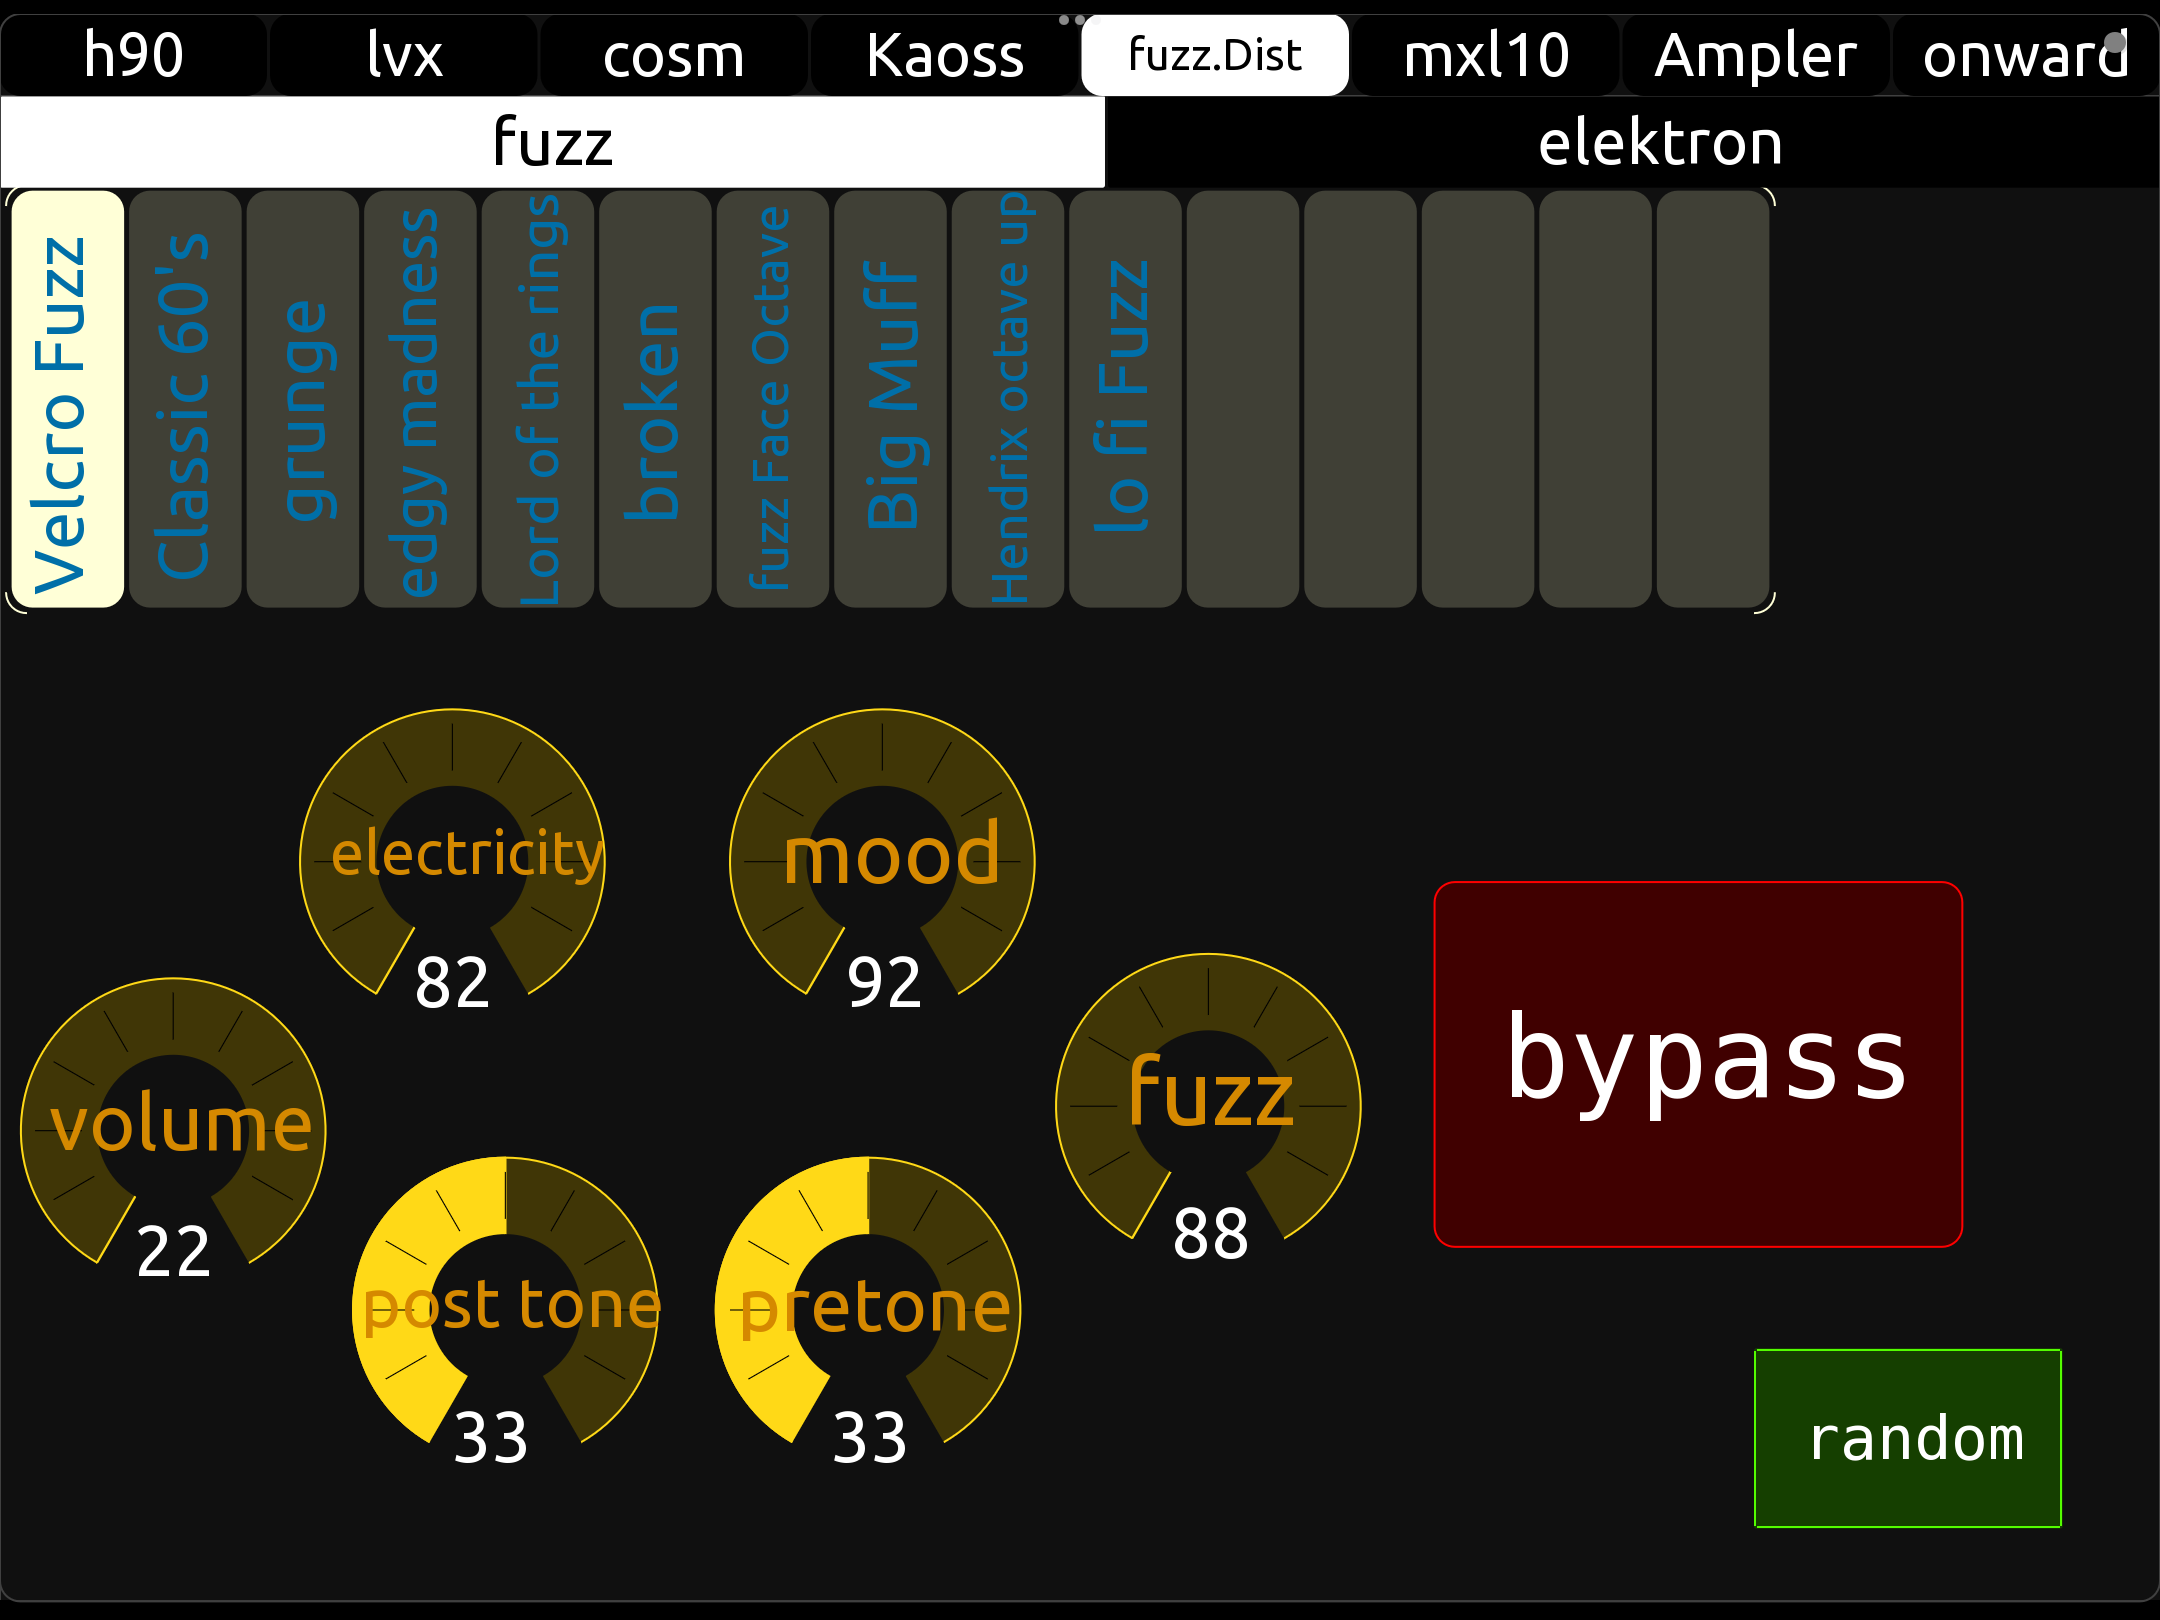 h90
lvx
cosm
Kaoss
fuzz.Dist
mxl10
Ampler
onward
fuzz
elektron
Velcro Fuzz
Classic 60's
grunge
edgy madness
Lord of the rings
broken
fuzz Face Octave
Big Muff
Hendrix octave up
lo fi Fuzz
electricity
82
mood
92
volume
22
fuzz
88
post tone
33
pretone
33
bypass
random